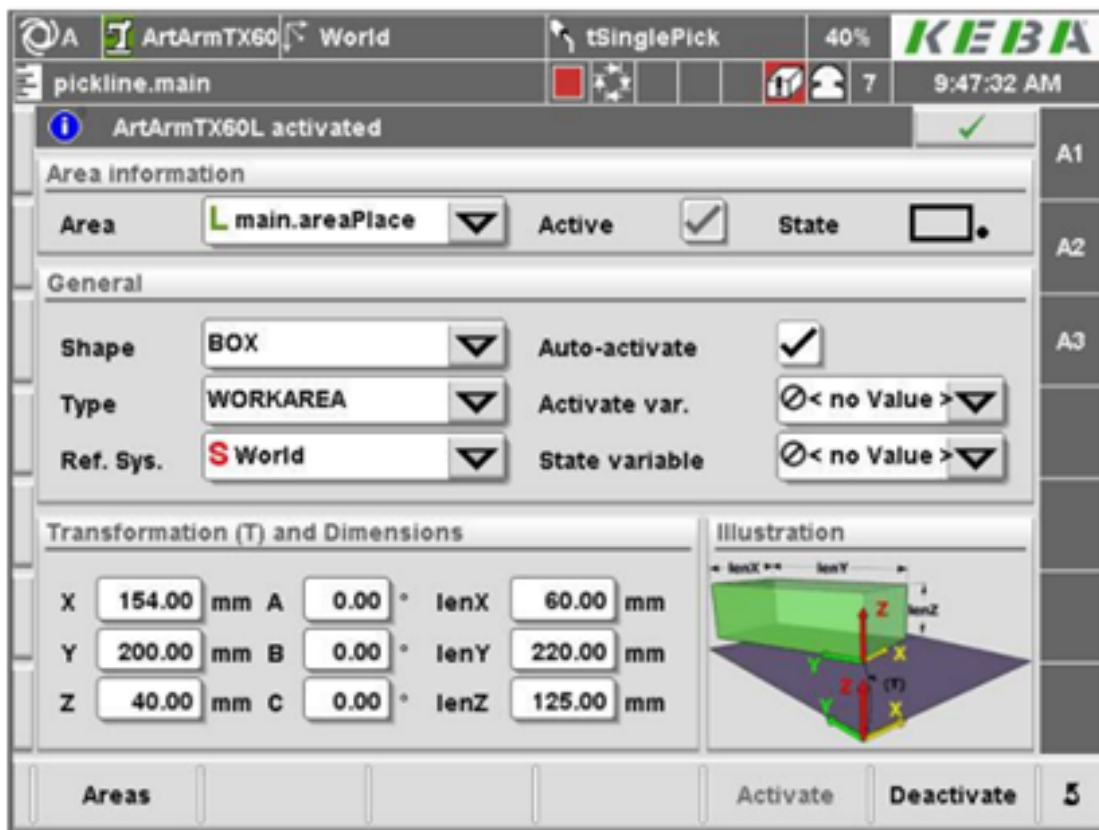 A ArtArmTX60 World tSinglePick 40% KEBA
pickline.main 7 9:47:32 AM
i ArtArmTX60L activated
A1
Area information
Area L main.areaPlace Active State
A2
General
Shape BOX Auto-activate
A3
Type WORKAREA Activate var. < no Value >
Ref. Sys. S World State variable < no Value >
Transformation (T) and Dimensions Illustration
lenX lenY
X 154.00 mm A 0.00 ° lenX 60.00 mm
Z lenZ
Y 200.00 mm B 0.00 ° lenY 220.00 mm
Y X
Z 40.00 mm C 0.00 ° lenZ 125.00 mm
Z (T)
Y X
Areas Activate Deactivate 5